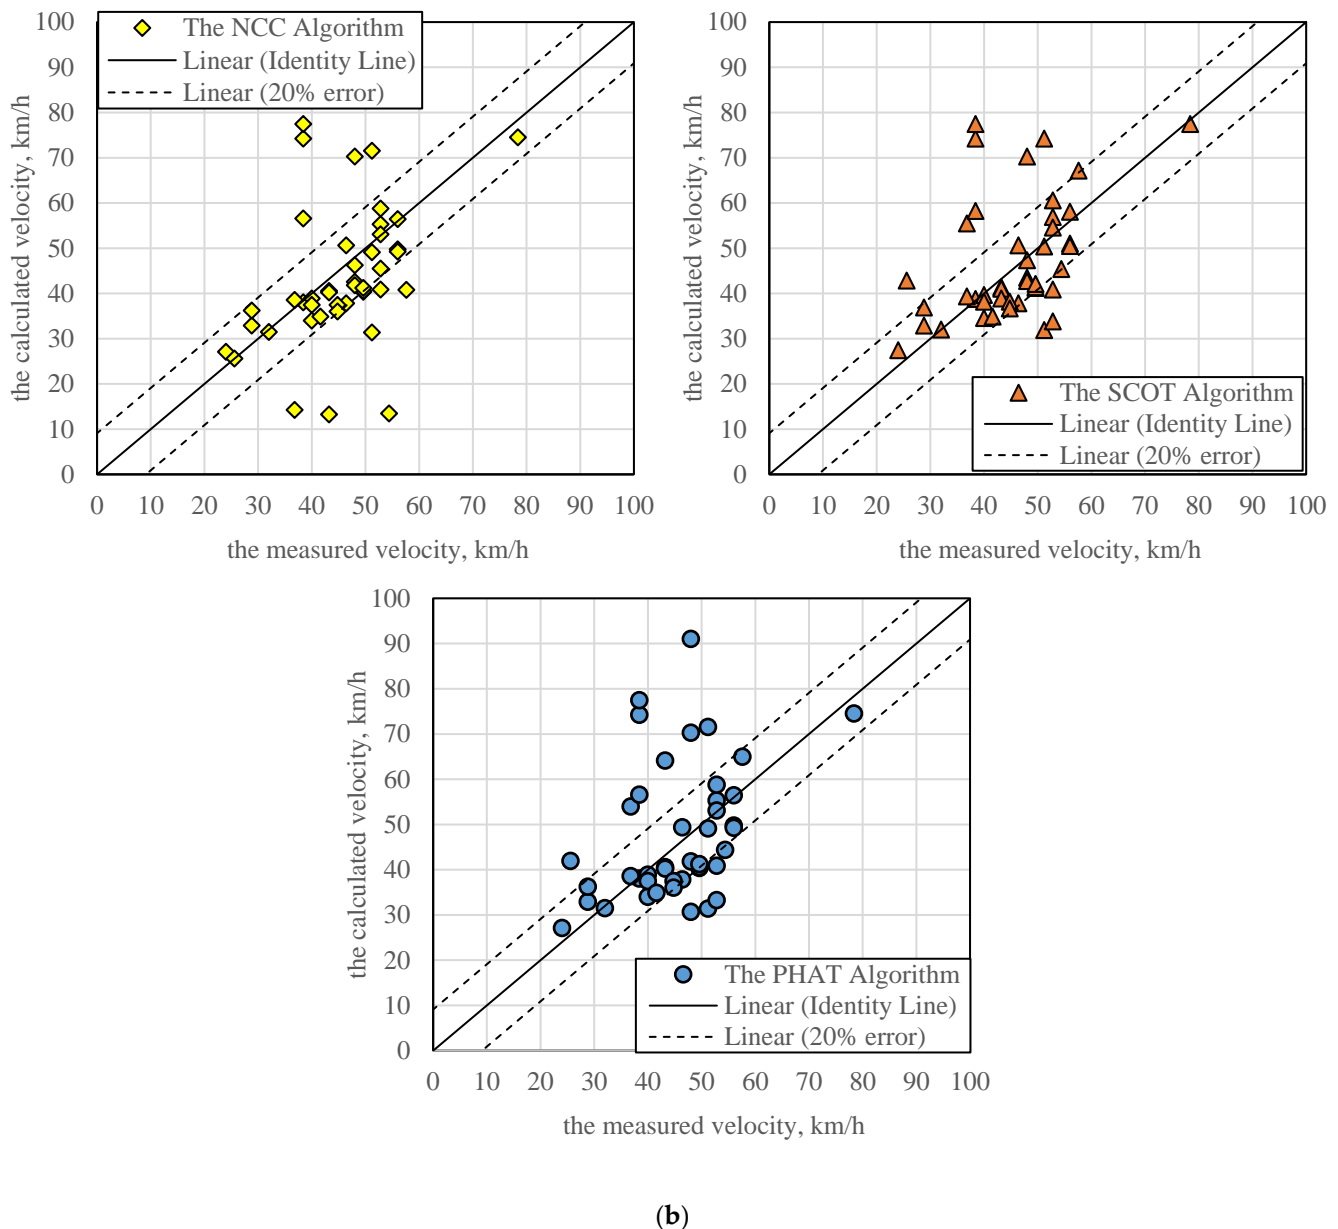 100
90
80
70
60
50
40
30
20
10
0
the calculated velocity, km/h
The NCC Algorithm
Linear (Identity Line)
Linear (20% error)
0 10 20 30 40 50 60 70 80 90 100
the measured velocity, km/h
100
90
80
70
60
50
40
30
20
10
0
the calculated velocity, km/h
The SCOT Algorithm
Linear (Identity Line)
Linear (20% error)
0 10 20 30 40 50 60 70 80 90 100
the measured velocity, km/h
100
90
80
70
60
50
40
30
20
10
0
the calculated velocity, km/h
The PHAT Algorithm
Linear (Identity Line)
Linear (20% error)
0 10 20 30 40 50 60 70 80 90 100
the measured velocity, km/h
(b)